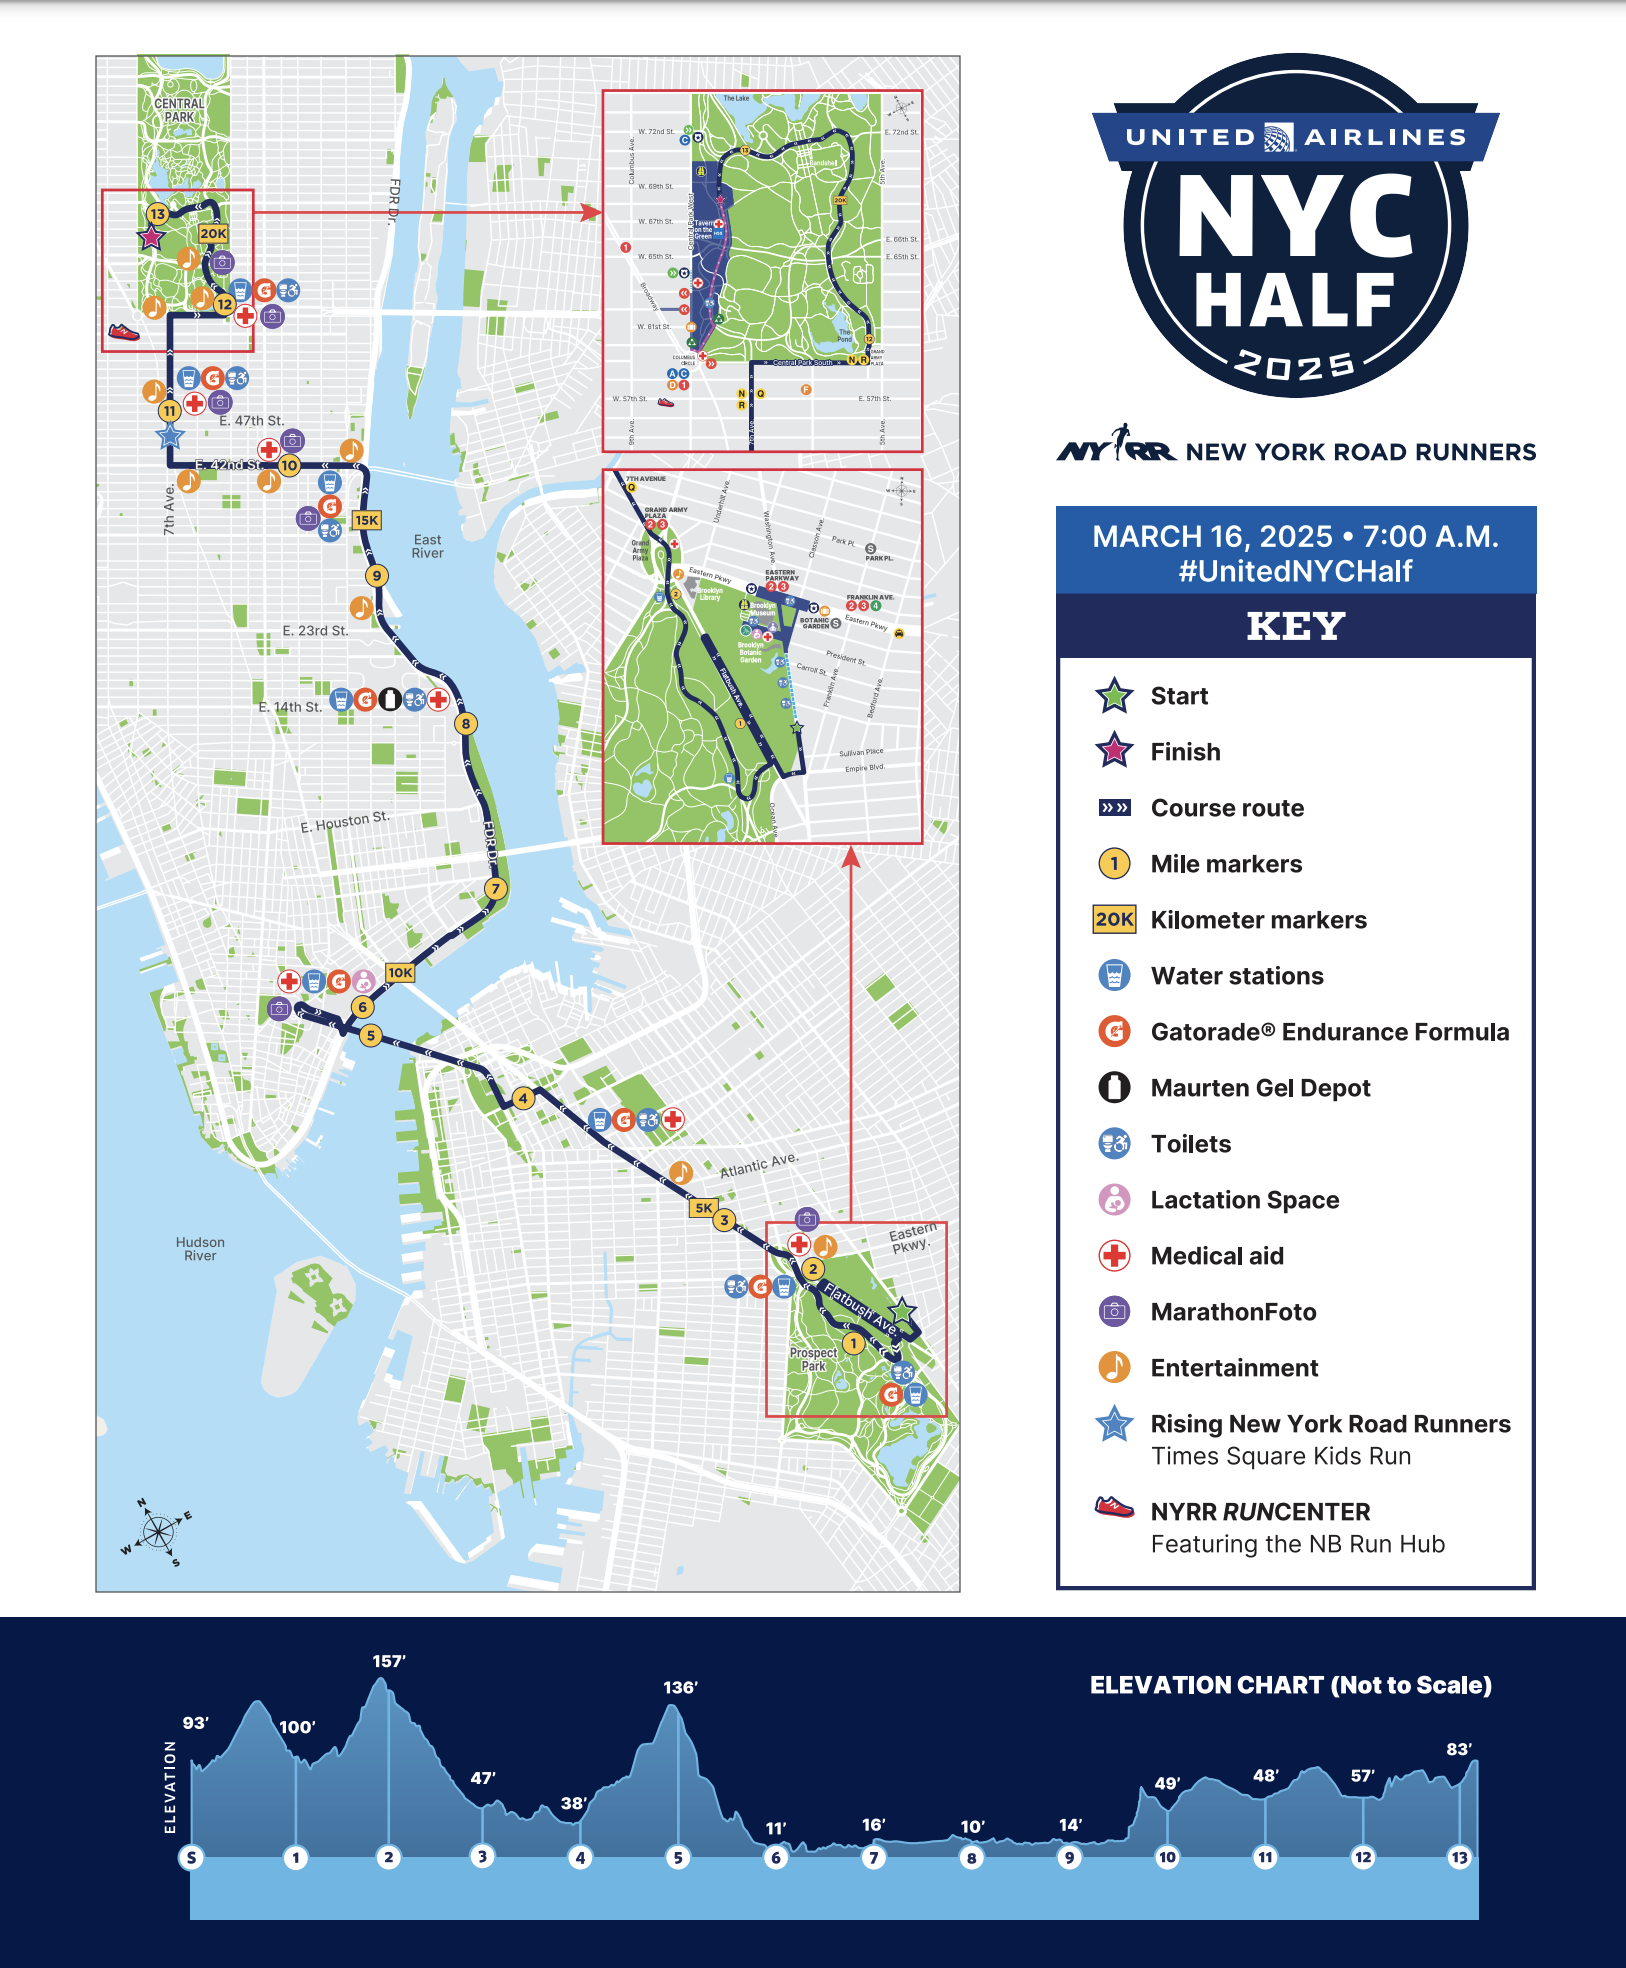 CENTRAL
PARK
FDR Dr.
13
20K
12
11
E. 47th St.
E. 42nd St.
10
7th Ave.
15K
East
River
9
E. 23rd St.
E. 14th St.
8
E. Houston St.
FDR Dr.
7
10K
6
5
4
Atlantic Ave.
5K
3
Eastern
Pkwy.
2
Flatbush Ave.
1
Prospect
Park
Hudson
River
N
E
W
S
The Lake
W. 72nd St.
E. 72nd St.
C
13
Bandshell
Columbus Ave.
5th Ave.
W. 69th St.
20K
Central Park West
W. 67th St.
Tavern
on the
Green
1
E. 66th St.
W. 65th St.
E. 65th St.
Broadway
W. 61st St.
The
Pond
12
COLUMBUS
CIRCLE
Central Park South
N R
GRAND
ARMY
PLAZA
A C
D 1
N Q
R
F
W. 57th St.
E. 57th St.
9th Ave.
7th Ave.
5th Ave.
7TH AVENUE
Q
GRAND ARMY
PLAZA
2 3
Underhill Ave.
Washington Ave.
Classon Ave.
Park Pl.
S
PARK PL.
Grand
Army
Plaza
Eastern Pkwy
EASTERN
PARKWAY
2 3
Brooklyn
Library
2
FRANKLIN AVE.
2 3 4
Brooklyn
Museum
BOTANIC
GARDEN S
Eastern Pkwy
Brooklyn
Botanic
Garden
President St.
Carroll St.
Franklin Ave.
Bedford Ave.
Flatbush Ave.
1
Sullivan Place
Empire Blvd.
Ocean Ave.
UNITED AIRLINES
NYC
HALF
2025
NYRR NEW YORK ROAD RUNNERS
MARCH 16, 2025 • 7:00 A.M.
#UnitedNYCHalf
KEY
Start
Finish
Course route
1 Mile markers
20K Kilometer markers
Water stations
G Gatorade® Endurance Formula
Maurten Gel Depot
Toilets
Lactation Space
Medical aid
MarathonFoto
Entertainment
Rising New York Road Runners
Times Square Kids Run
NYRR RUNCENTER
Featuring the NB Run Hub
ELEVATION CHART (Not to Scale)
ELEVATION
93’ 100’ 157’ 47’ 38’ 136’ 11’ 16’ 10’ 14’ 49’ 48’ 57’ 83’
S 1 2 3 4 5 6 7 8 9 10 11 12 13